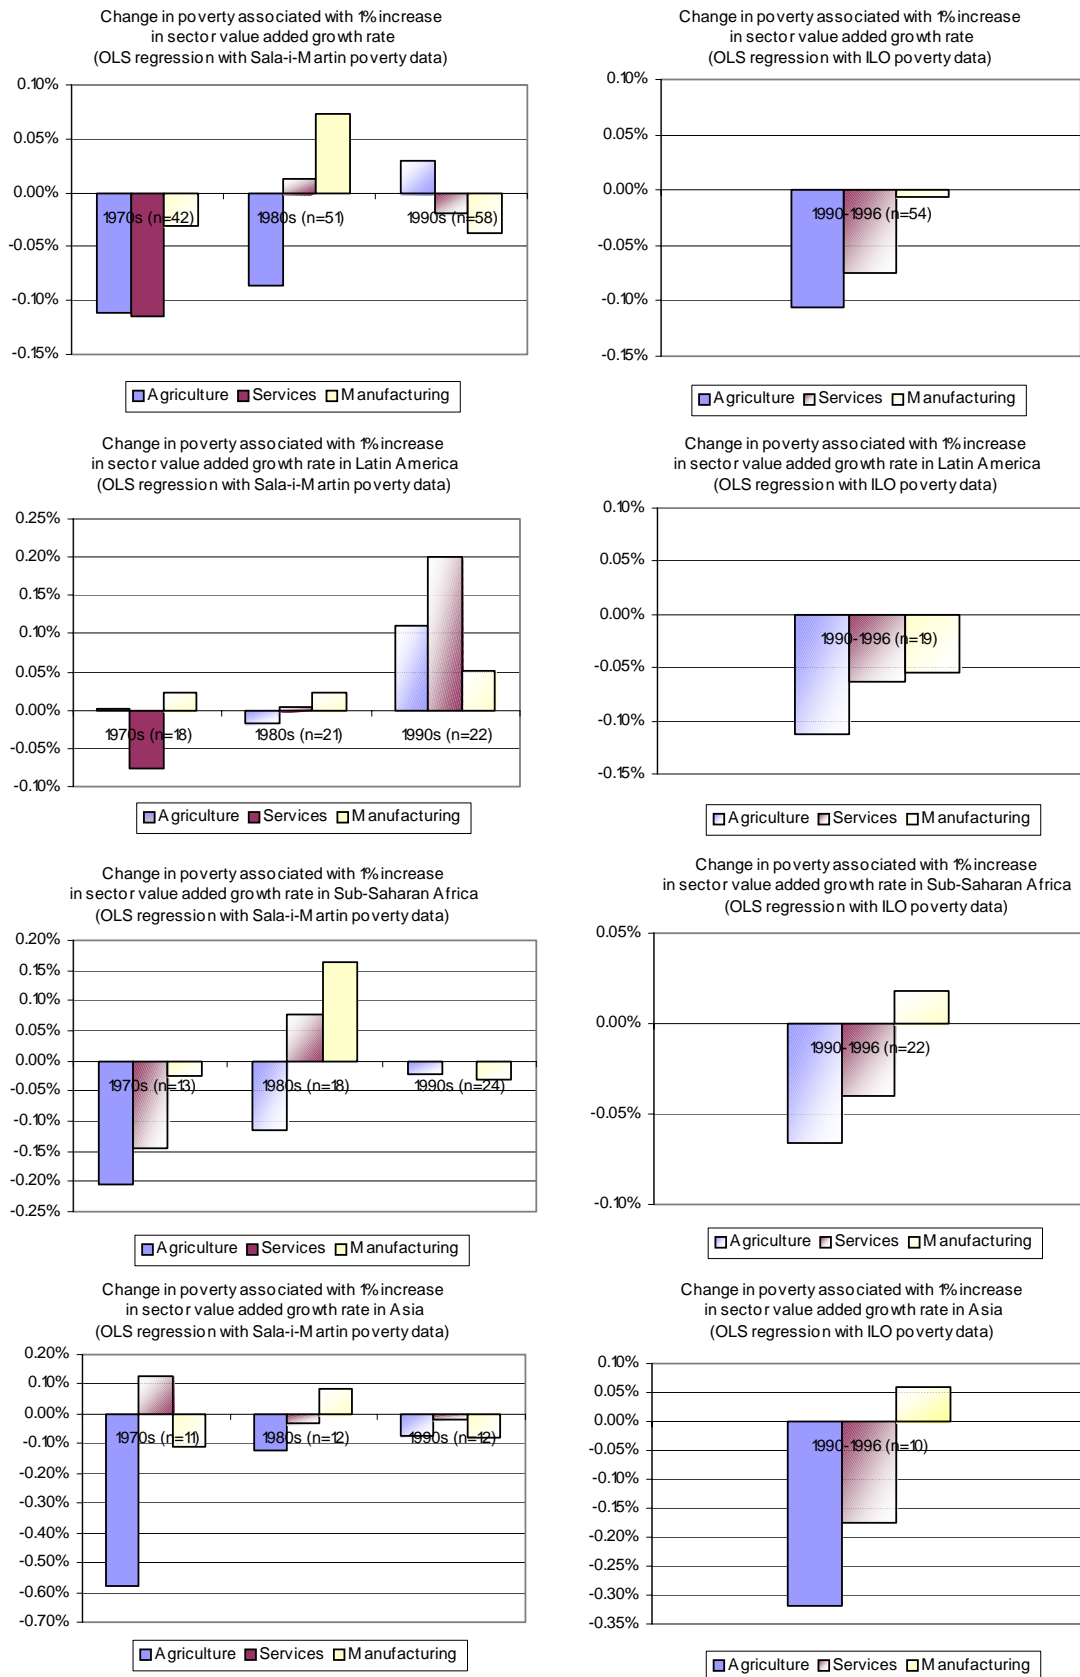 Change in poverty associated with 1% increase
in sector value added growth rate
(OLS regression with Sala-i-Martin poverty data)
0.10%
0.05%
0.00%
-0.05%
-0.10%
-0.15%
1970s (n=42)
1980s (n=51)
1990s (n=58)
Agriculture Services Manufacturing
Change in poverty associated with 1% increase
in sector value added growth rate
(OLS regression with ILO poverty data)
0.10%
0.05%
0.00%
-0.05%
-0.10%
-0.15%
1990-1996 (n=54)
Agriculture Services Manufacturing
Change in poverty associated with 1% increase
in sector value added growth rate in Latin America
(OLS regression with Sala-i-Martin poverty data)
0.25%
0.20%
0.15%
0.10%
0.05%
0.00%
-0.05%
-0.10%
1970s (n=18)
1980s (n=21)
1990s (n=22)
Agriculture Services Manufacturing
Change in poverty associated with 1% increase
in sector value added growth rate in Latin America
(OLS regression with ILO poverty data)
0.10%
0.05%
0.00%
-0.05%
-0.10%
-0.15%
1990-1996 (n=19)
Agriculture Services Manufacturing
Change in poverty associated with 1% increase
in sector value added growth rate in Sub-Saharan Africa
(OLS regression with Sala-i-Martin poverty data)
0.20%
0.15%
0.10%
0.05%
0.00%
-0.05%
-0.10%
-0.15%
-0.20%
-0.25%
1970s (n=13)
1980s (n=18)
1990s (n=24)
Agriculture Services Manufacturing
Change in poverty associated with 1% increase
in sector value added growth rate in Sub-Saharan Africa
(OLS regression with ILO poverty data)
0.05%
0.00%
-0.05%
-0.10%
1990-1996 (n=22)
Agriculture Services Manufacturing
Change in poverty associated with 1% increase
in sector value added growth rate in Asia
(OLS regression with Sala-i-Martin poverty data)
0.20%
0.10%
0.00%
-0.10%
-0.20%
-0.30%
-0.40%
-0.50%
-0.60%
-0.70%
1970s (n=11)
1980s (n=12)
1990s (n=12)
Agriculture Services Manufacturing
Change in poverty associated with 1% increase
in sector value added growth rate in Asia
(OLS regression with ILO poverty data)
0.10%
0.05%
0.00%
-0.05%
-0.10%
-0.15%
-0.20%
-0.25%
-0.30%
-0.35%
1990-1996 (n=10)
Agriculture Services Manufacturing